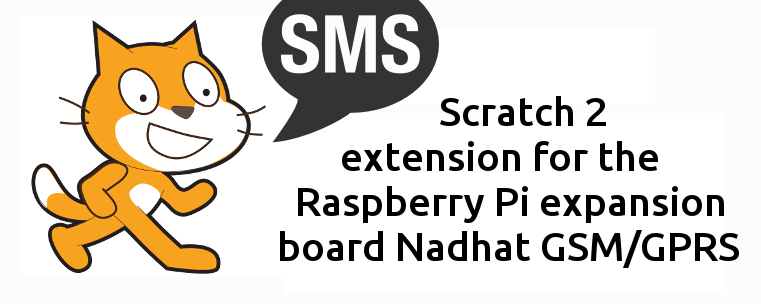 SMS
Scratch 2
extension for the
Raspberry Pi expansion
board Nadhat GSM/GPRS